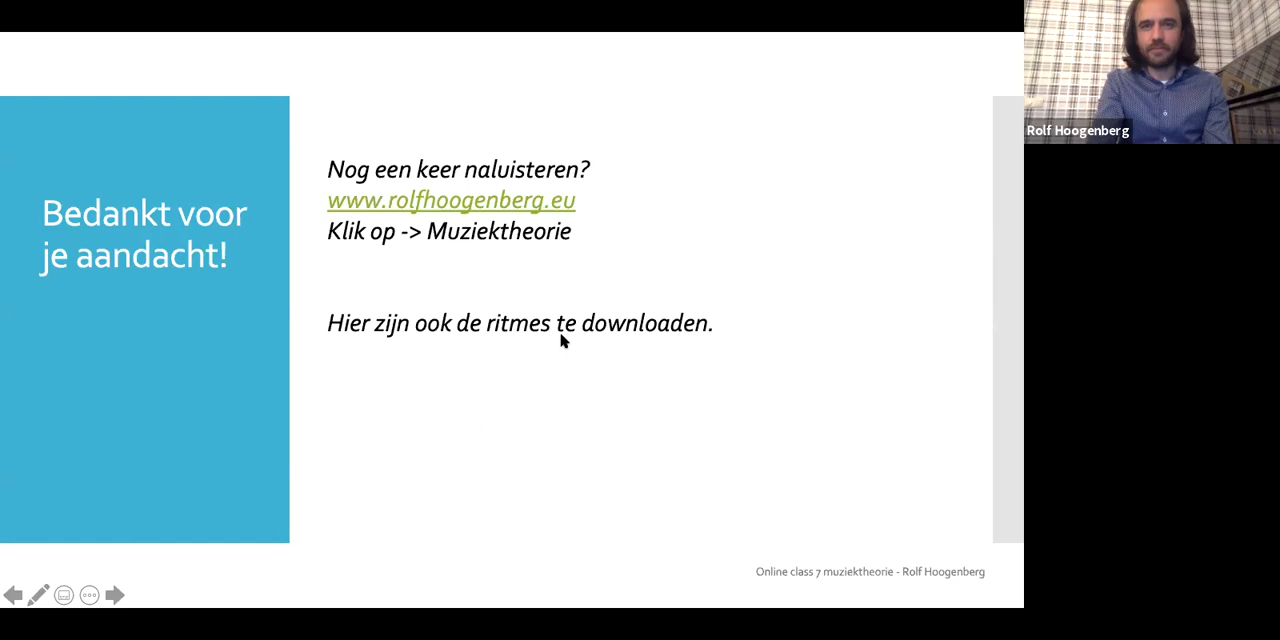 Bedankt voor
je aandacht!
Nog een keer naluisteren?
www.rolfhoogenberg.eu
Klik op -> Muziektheorie
Hier zijn ook de ritmes te downloaden.
Online class 7 muziektheorie - Rolf Hoogenberg
Rolf Hoogenberg